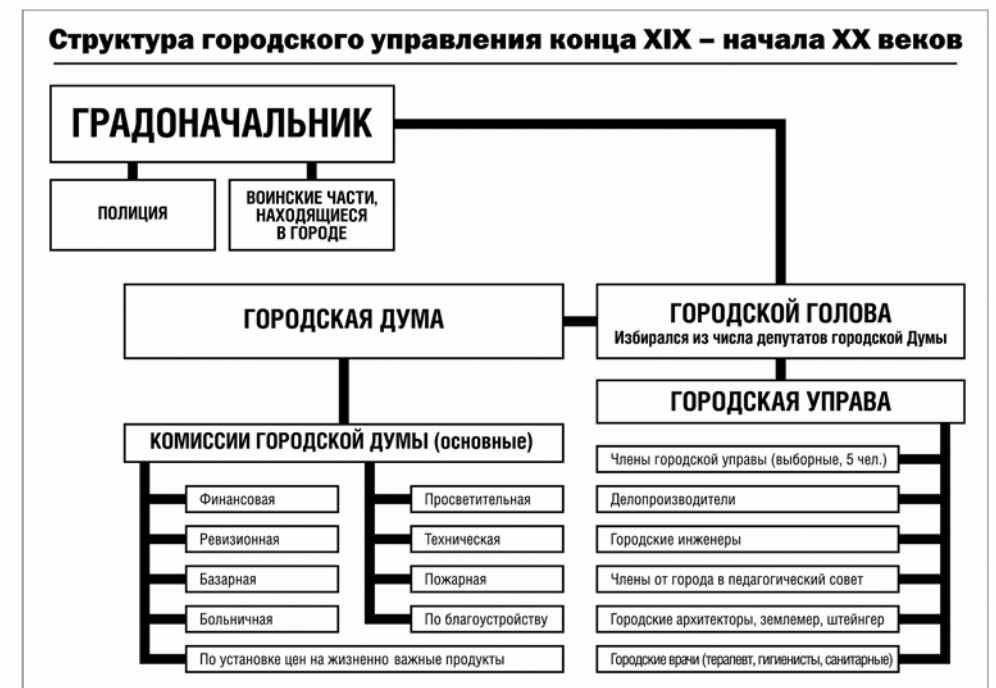 Структура городского управления конца XIX – начала XX веков
ГРАДОНАЧАЛЬНИК
ПОЛИЦИЯ
ВОИНСКИЕ ЧАСТИ,
НАХОДЯЩИЕСЯ
В ГОРОДЕ
ГОРОДСКАЯ ДУМА
ГОРОДСКОЙ ГОЛОВА
Избирался из числа депутатов городской Думы
ГОРОДСКАЯ УПРАВА
КОМИССИИ ГОРОДСКОЙ ДУМЫ (основные)
Финансовая
Ревизионная
Базарная
Больничная
По установке цен на жизненно важные продукты
Просветительная
Техническая
Пожарная
По благоустройству
Члены городской управы (выборные, 5 чел.)
Делопроизводители
Городские инженеры
Члены от города в педагогический совет
Городские архитекторы, землемер, штейнгер
Городские врачи (терапевт, гигиенисты, санитарные)